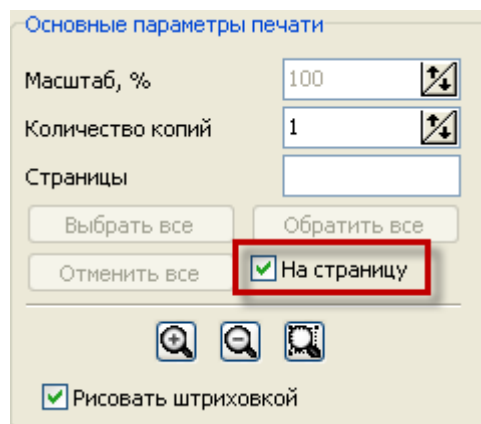 Основные параметры печати
Масштаб, % 100
Количество копий 1
Страницы
Выбрать все Обратить все
Отменить все На страницу
Рисовать штриховкой